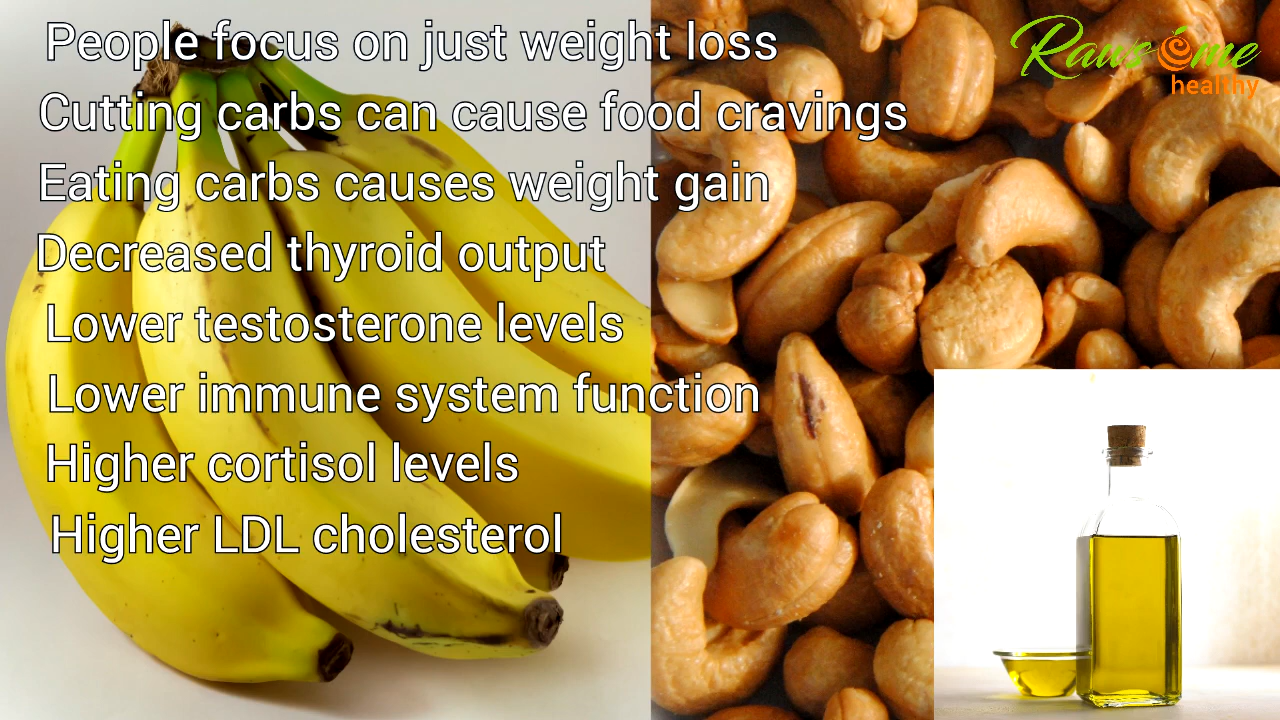 People focus on just weight loss
Cutting carbs can cause food cravings
Eating carbs causes weight gain
Decreased thyroid output
Lower testosterone levels
Lower immune system function
Higher cortisol levels
Higher LDL cholesterol
Rawsome
healthy